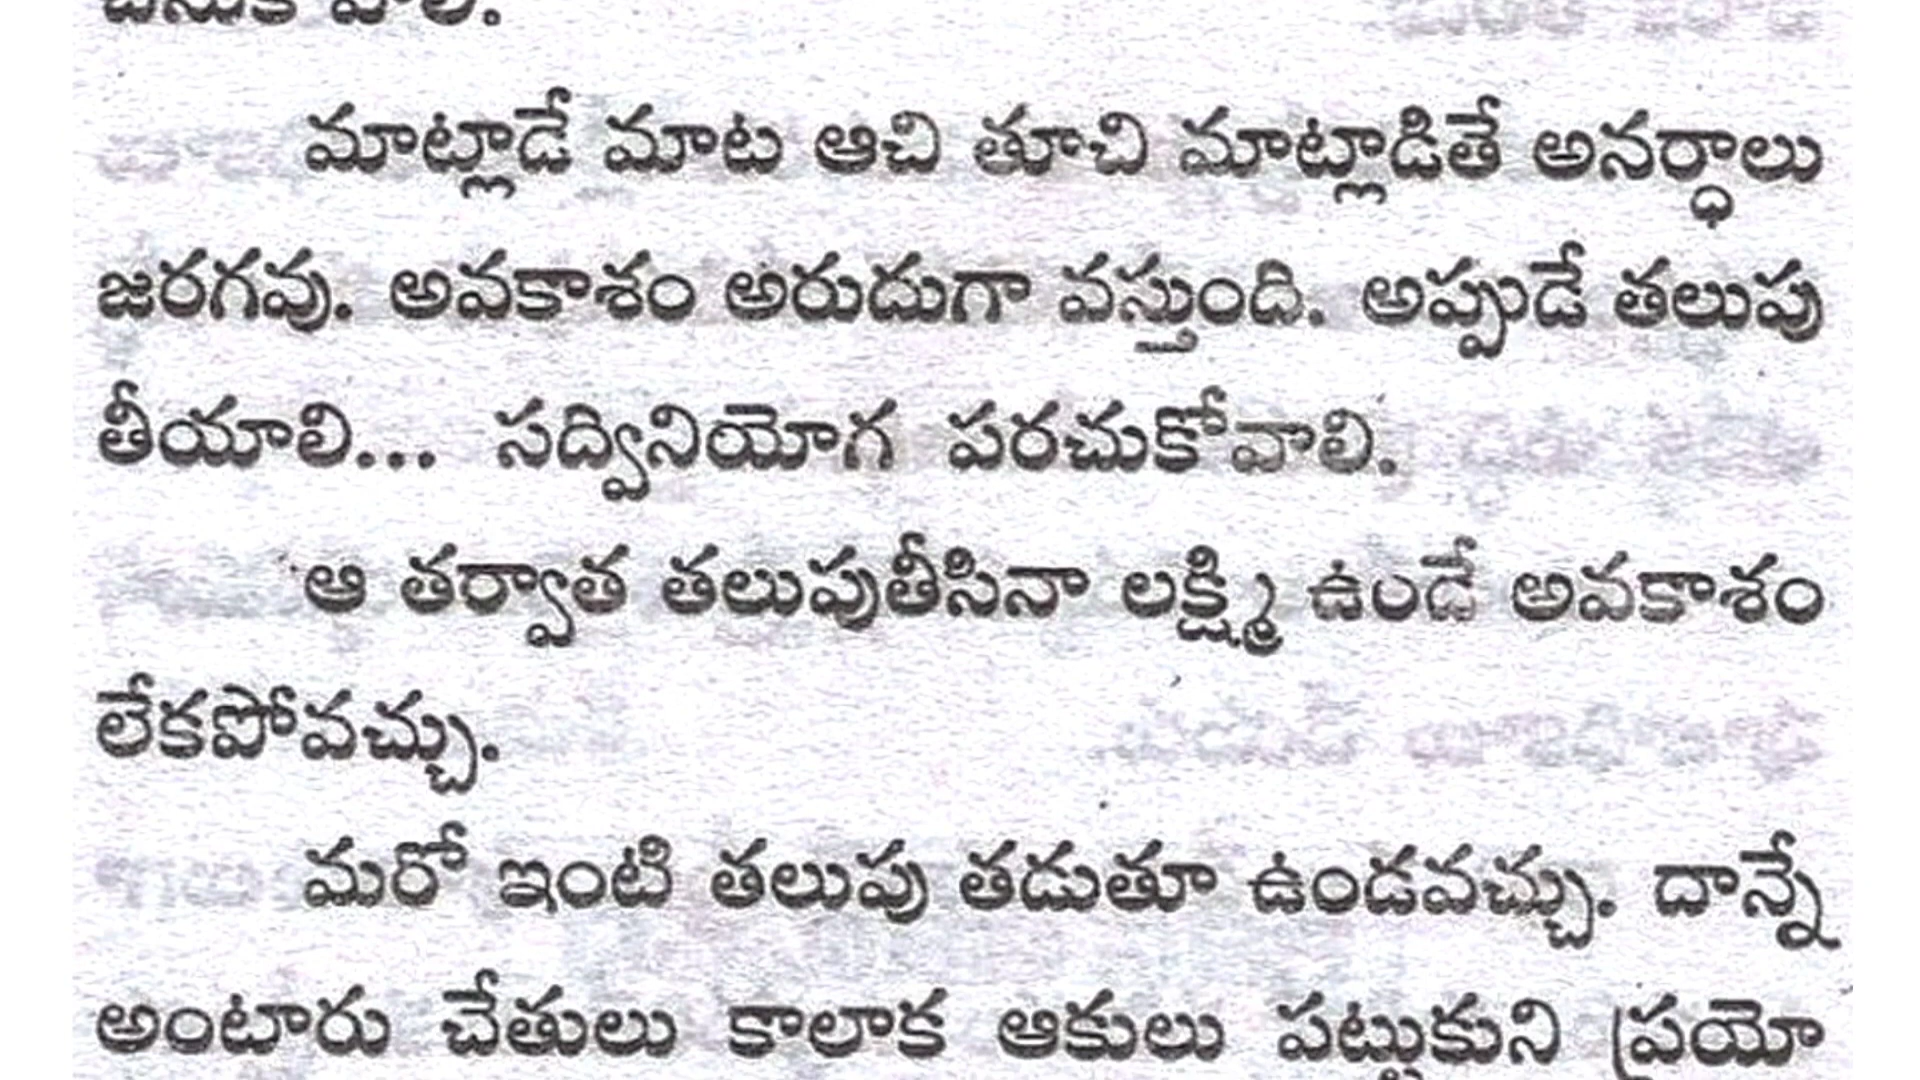 మాట్లాడే మాట ఆచి తూచి మాట్లాడితే అనర్ధాలు
జరగవు. అవకాశం అరుదుగా వస్తుంది. అప్పుడే తలుపు
తీయాలి... సద్వినియోగ పరచుకోవాలి.
ఆ తర్వాత తలుపుతీసినా లక్ష్మి ఉండే అవకాశం
లేకపోవచ్చు.
మరో ఇంటి తలుపు తడుతూ ఉండవచ్చు. దాన్నే
అంటారు చేతులు కాలాక ఆకులు పట్టుకుని ప్రయో